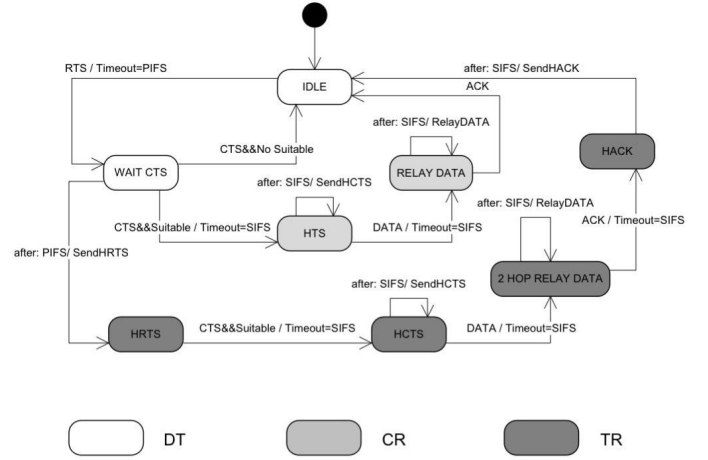 RTS / Timeout=PIFS
after: SIFS/ SendHACK
IDLE
ACK
after: SIFS/ RelayDATA
CTS&&No Suitable
HACK
WAIT CTS
RELAY DATA
after: SIFS/ SendHCTS
after: SIFS/ RelayDATA
CTS&&Suitable / Timeout=SIFS
HTS
DATA / Timeout=SIFS
ACK / Timeout=SIFS
after: PIFS/ SendHRTS
2 HOP RELAY DATA
after: SIFS/ SendHCTS
HRTS
CTS&&Suitable / Timeout=SIFS
HCTS
DATA / Timeout=SIFS
DT
CR
TR